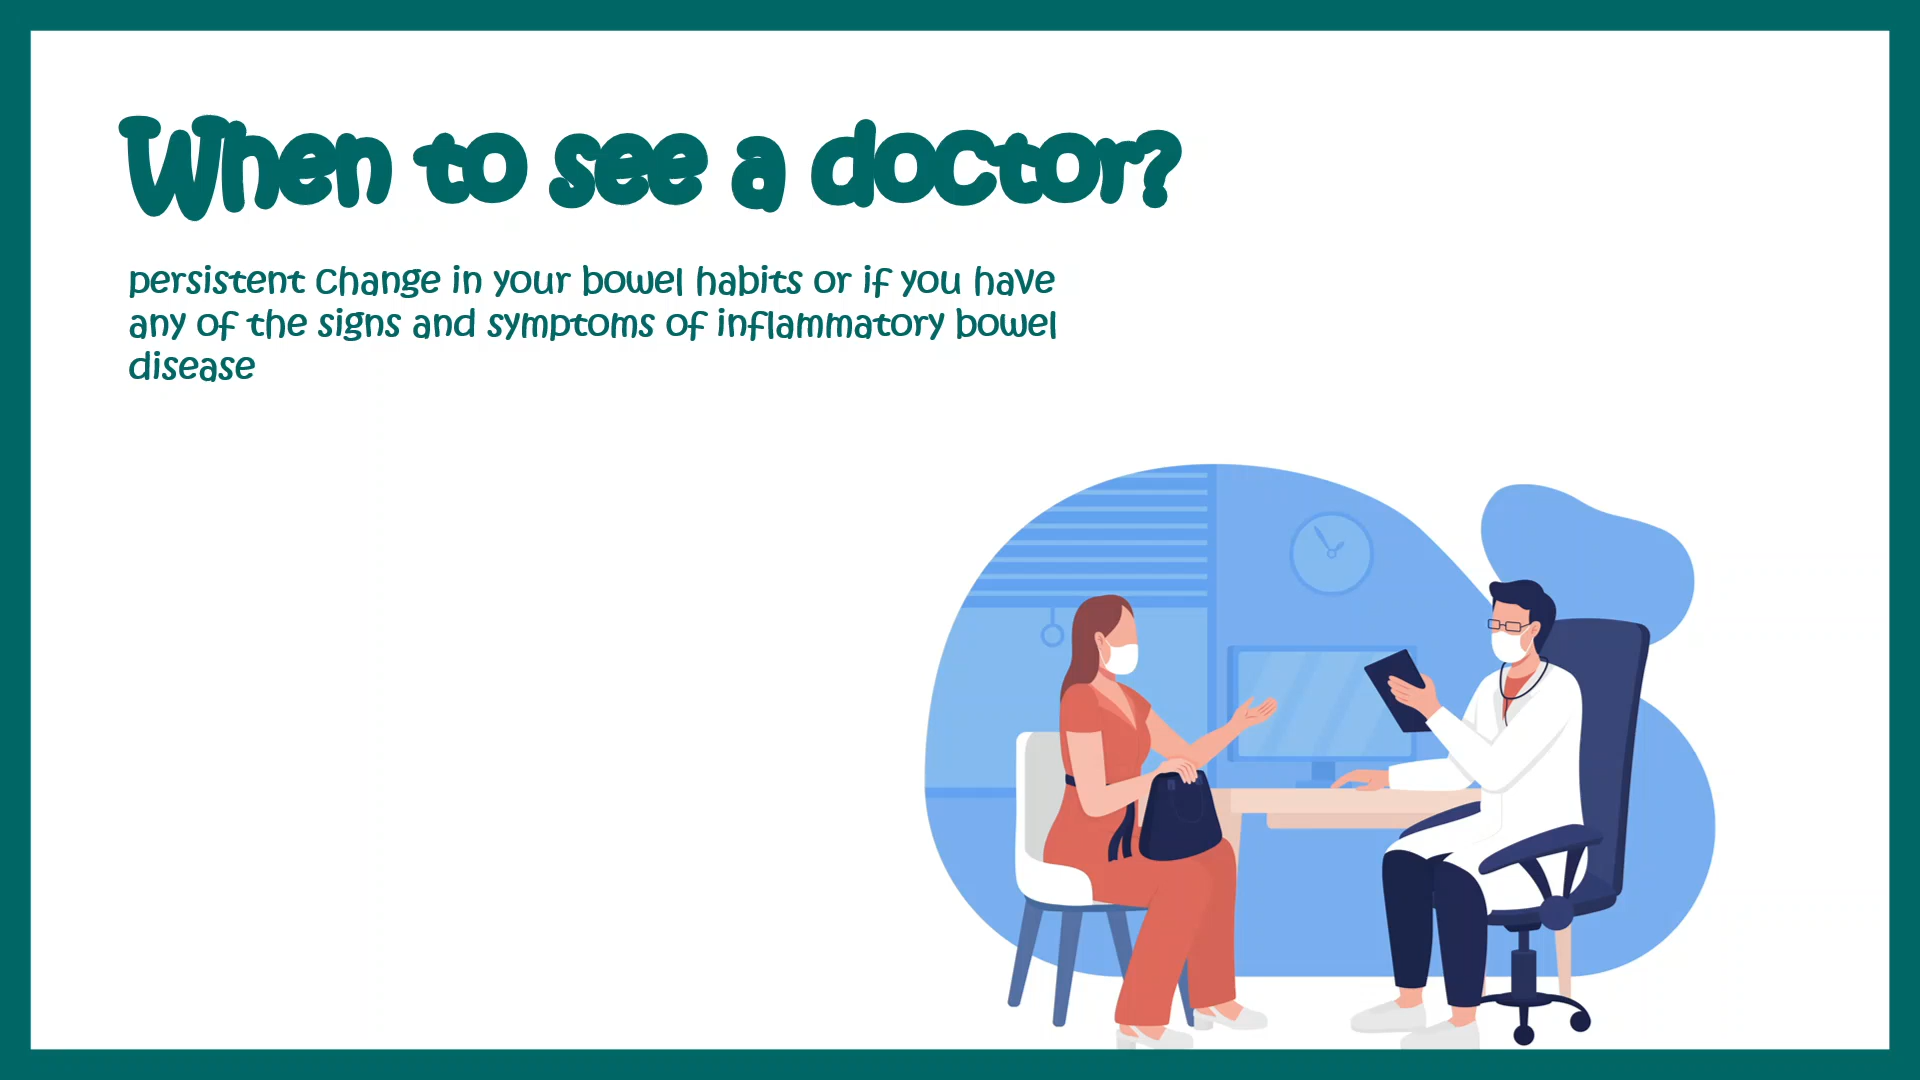 When to see a doctor?
persistent change in your bowel habits or if you have
any of the signs and symptoms of inflammatory bowel
disease